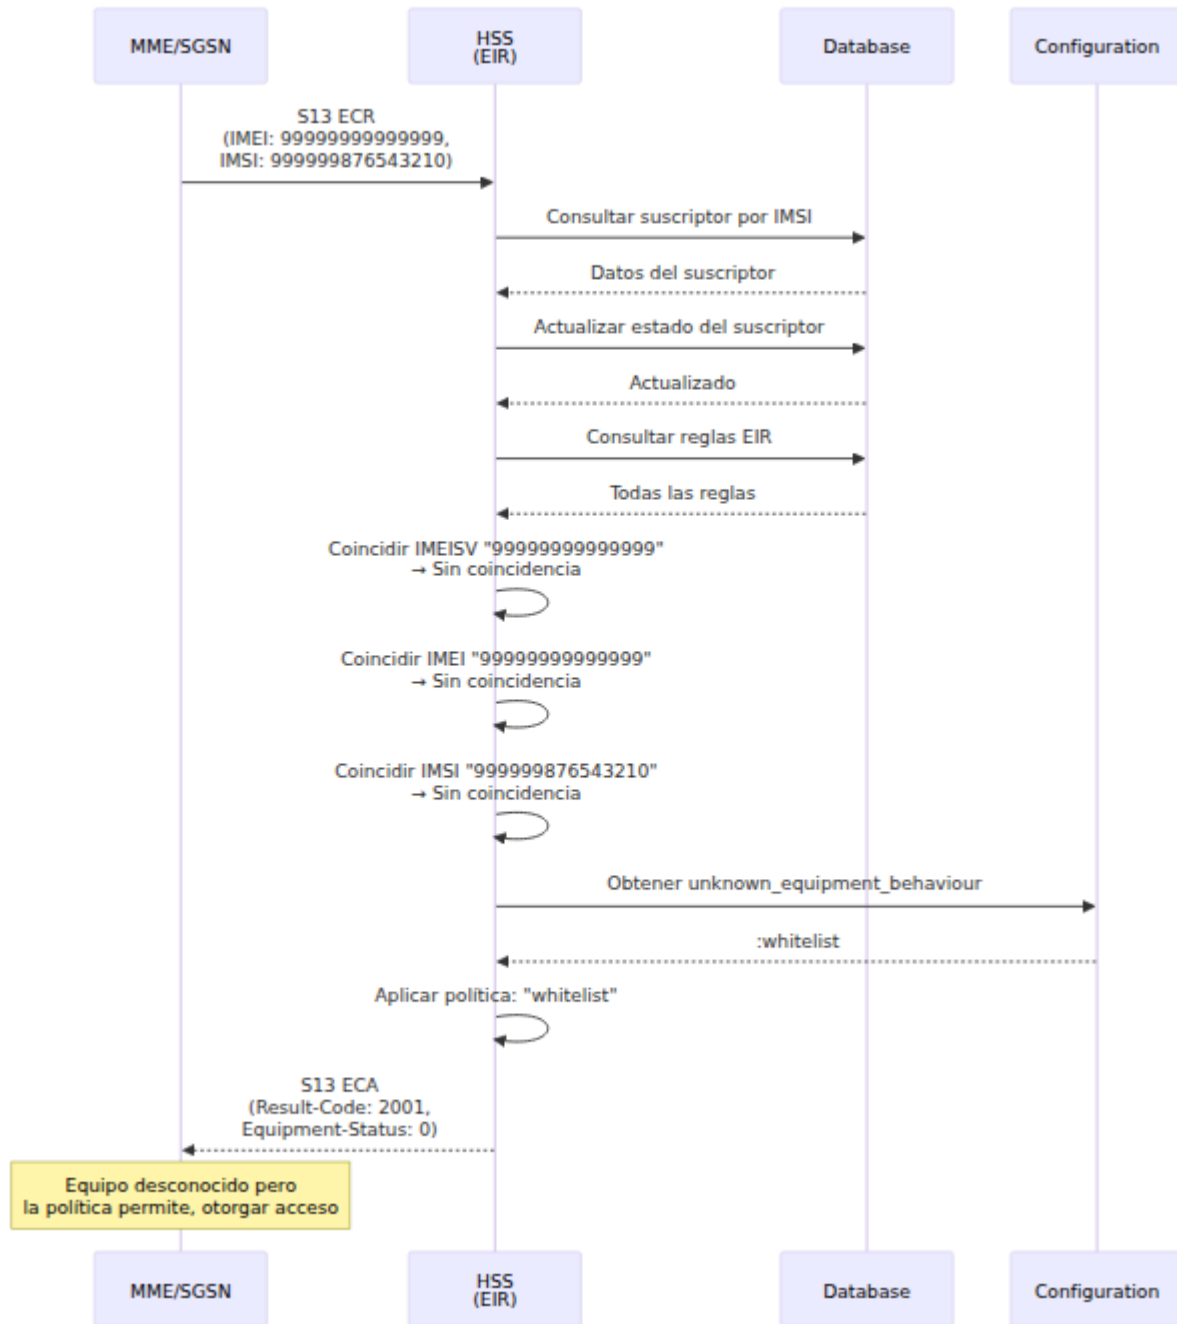 MME/SGSN
HSS
(EIR)
Database
Configuration
S13 ECR
(IMEI: 99999999999999,
IMSI: 999999876543210)
Consultar suscriptor por IMSI
Datos del suscriptor
Actualizar estado del suscriptor
Actualizado
Consultar reglas EIR
Todas las reglas
Coincidir IMEISV "99999999999999"
→ Sin coincidencia
Coincidir IMEI "99999999999999"
→ Sin coincidencia
Coincidir IMSI "999999876543210"
→ Sin coincidencia
Obtener unknown_equipment_behaviour
:whitelist
Aplicar política: "whitelist"
S13 ECA
(Result-Code: 2001,
Equipment-Status: 0)
Equipo desconocido pero
la política permite, otorgar acceso
MME/SGSN
HSS
(EIR)
Database
Configuration